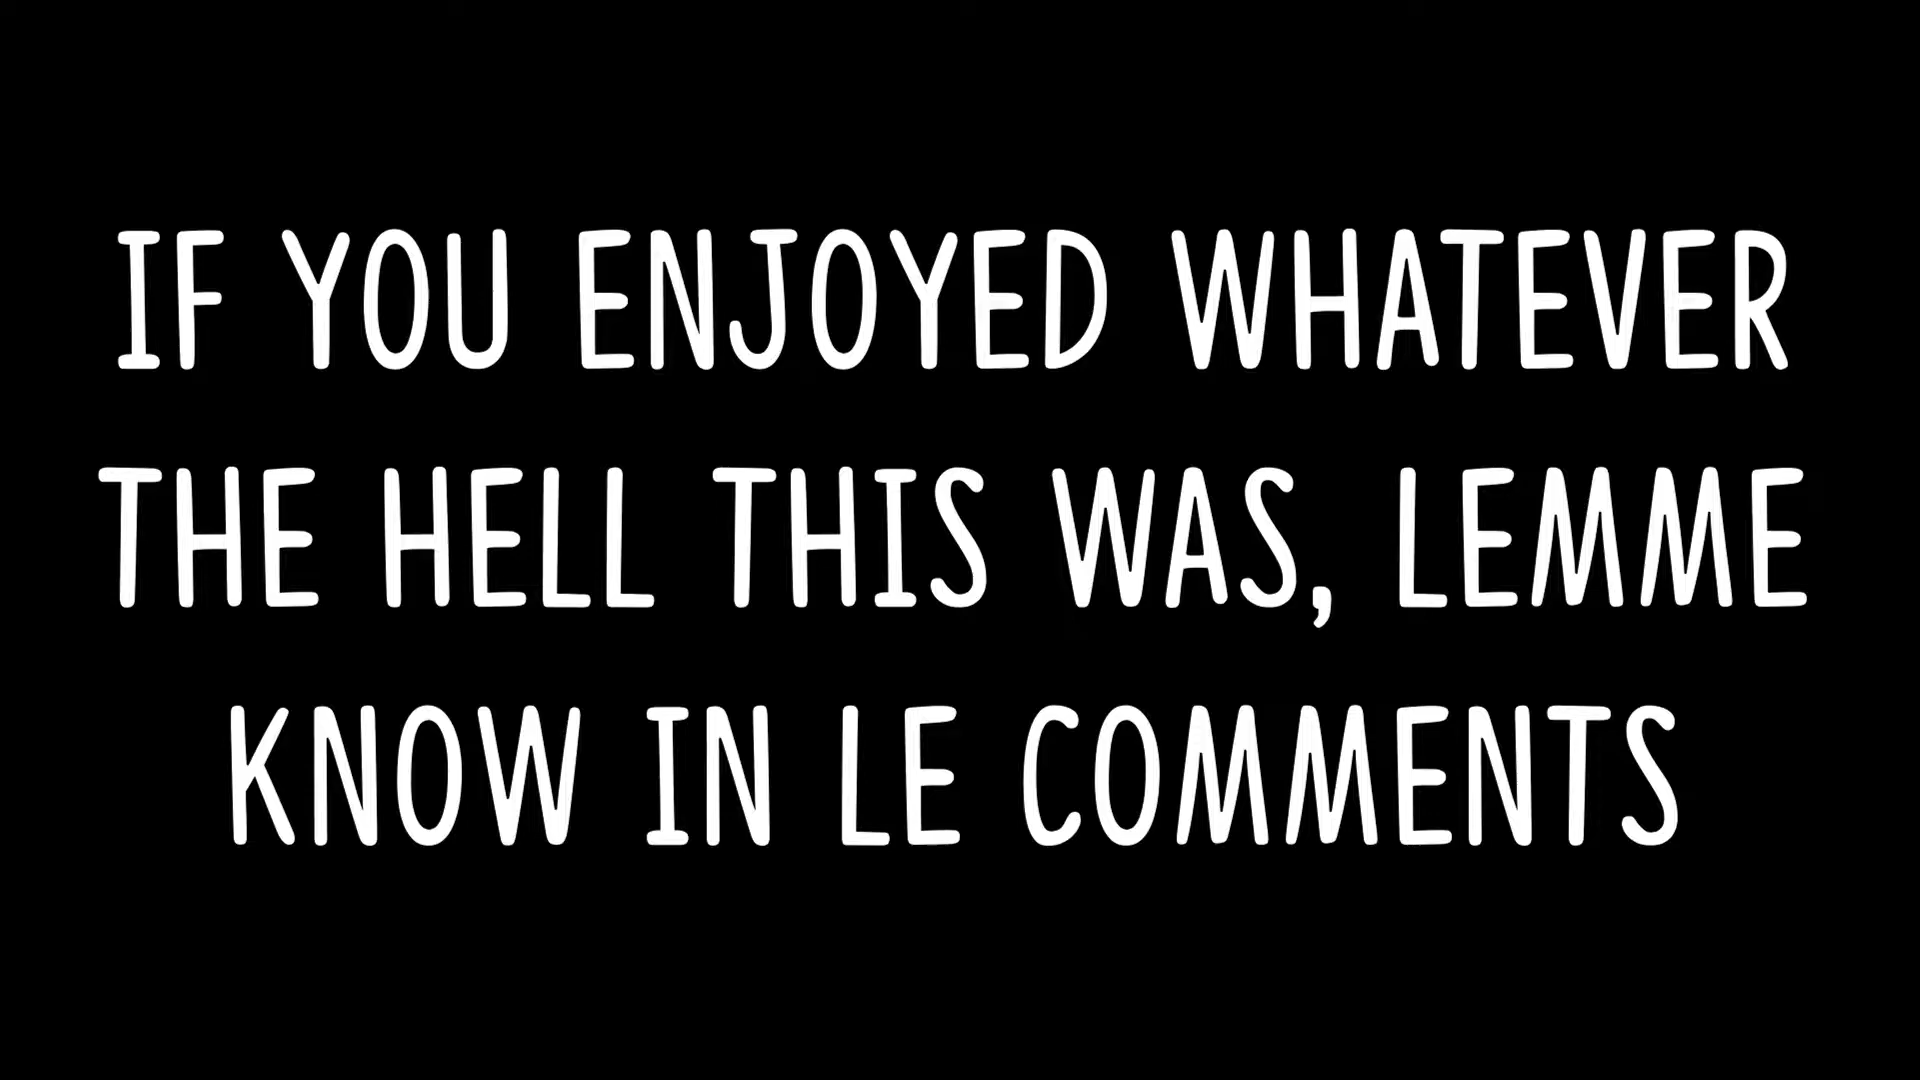 IF YOU ENJOYED WHATEVER
THE HELL THIS WAS, LEMME
KNOW IN LE COMMENTS